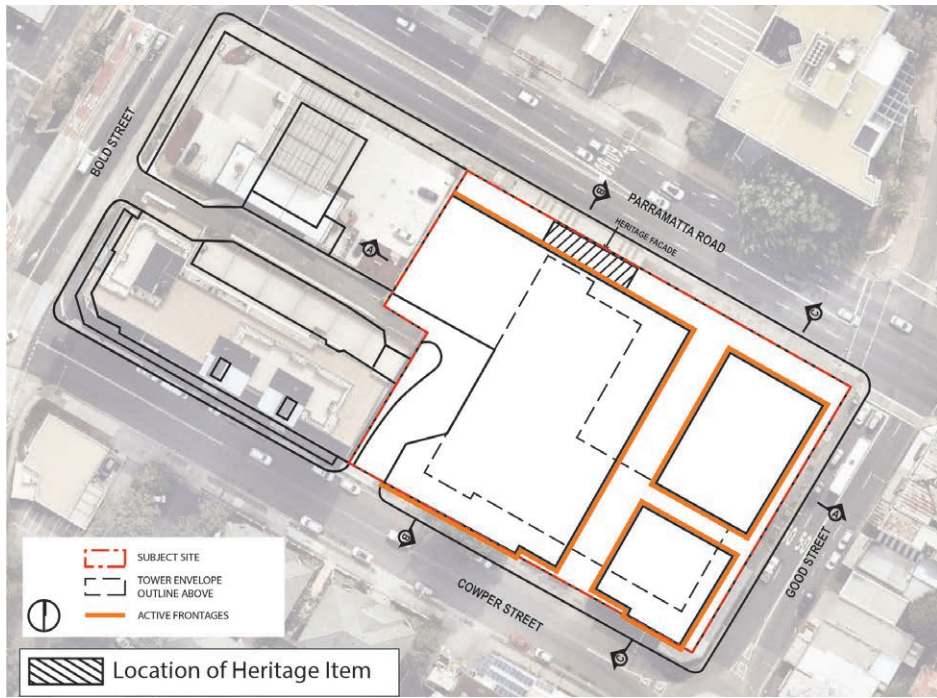 BOLD STREET
PARRAMATTA ROAD
HERITAGE FACADE
B
A
C
A
B
C
GOOD STREET
COWPER STREET
SUBJECT SITE
TOWER ENVELOPE
OUTLINE ABOVE
ACTIVE FRONTAGES
Location of Heritage Item